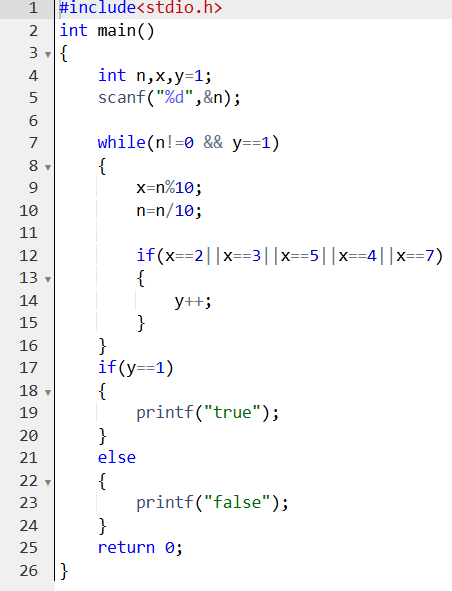 1 #include<stdio.h>
2 int main()
3 {
4     int n,x,y=1;
5     scanf("%d",&n);
6
7     while(n!=0 && y==1)
8     {
9         x=n%10;
10         n=n/10;
11
12         if(x==2||x==3||x==5||x==4||x==7)
13         {
14             y++;
15         }
16     }
17     if(y==1)
18     {
19         printf("true");
20     }
21     else
22     {
23         printf("false");
24     }
25     return 0;
26 }